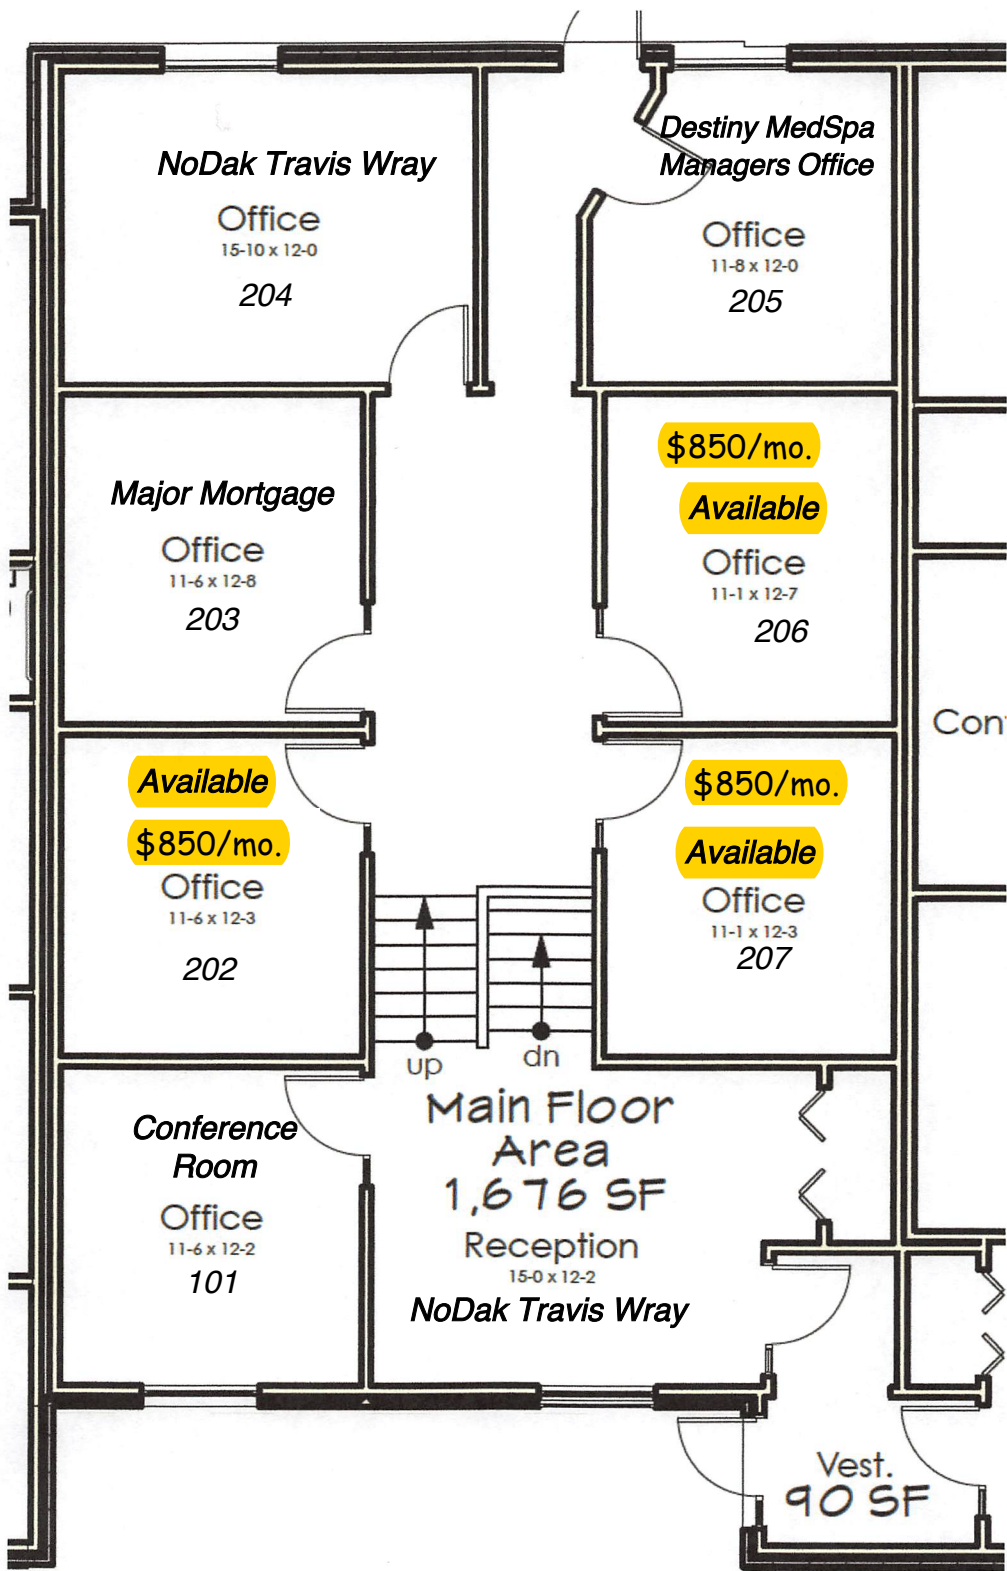 NoDak Travis Wray
Office
15-10 x 12-0
204
Destiny MedSpa
Managers Office
Office
11-8 x 12-0
205
Major Mortgage
Office
11-6 x 12-8
203
$850/mo.
Available
Office
11-1 x 12-7
206
Available
$850/mo.
Office
11-6 x 12-3
202
$850/mo.
Available
Office
11-1 x 12-3
207
up
dn
Conference
Room
Office
11-6 x 12-2
101
Main Floor
Area
1,676 SF
Reception
15-0 x 12-2
NoDak Travis Wray
Vest.
90 SF